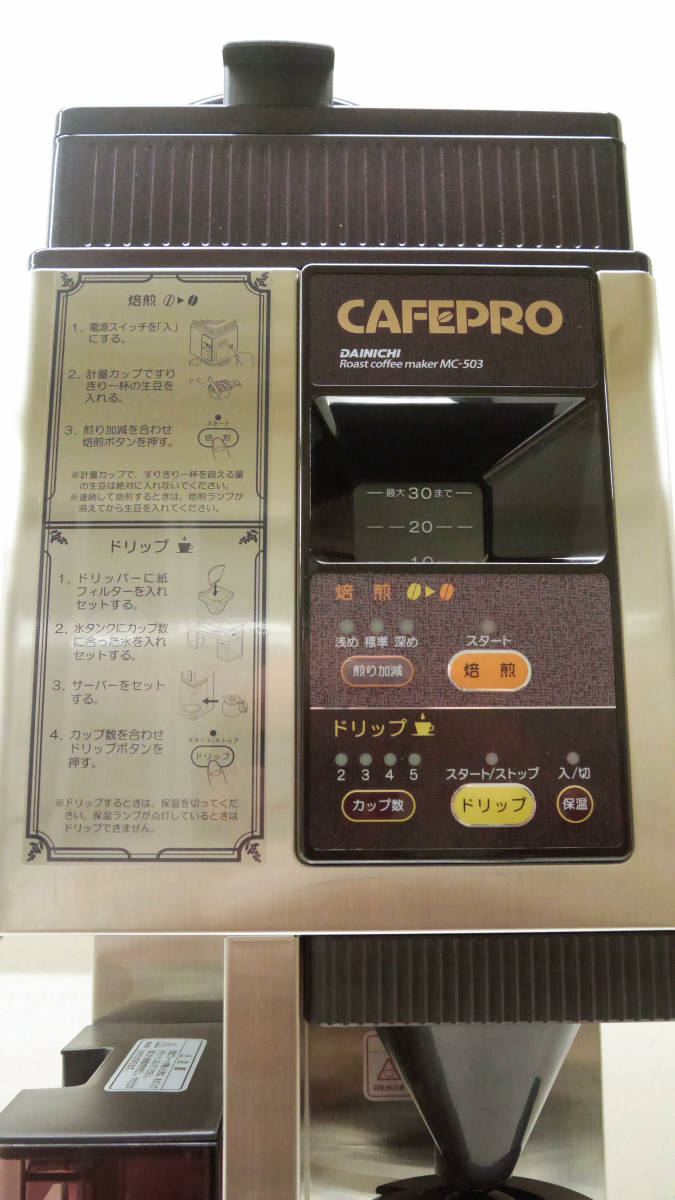 焙煎
1. 電源スイッチを「入」
にする。
2. 計量カップですり
きり一杯の生豆を
入れる。
3. 煎り加減を合わせ
焙煎ボタンを押す。
スタート
焙 煎
※計量カップで、すりきり一杯を超える量
の生豆は絶対に入れないでください。
※連続して焙煎するときは、焙煎ランプが
消えてから生豆を入れてください。
ドリップ
1. ドリッパーに紙
フィルターを入れ
セットする。
2. 水タンクにカップ数
に合った水を入れ
セットする。
3. サーバーをセット
する。
4. カップ数を合わせ
ドリップボタンを
押す。
スタート/ストップ
ドリップ
※ドリップするときは、保温を切ってくだ
さい。保温ランプが点灯しているときは
ドリップできません。
CAFEPRO
DAINICHI
Roast coffee maker MC-503
最大30まで
20
10
焙 煎
浅め 標準 深め スタート
煎り加減 焙 煎
ドリップ
2 3 4 5 スタート/ストップ 入/切
カップ数 ドリップ 保温